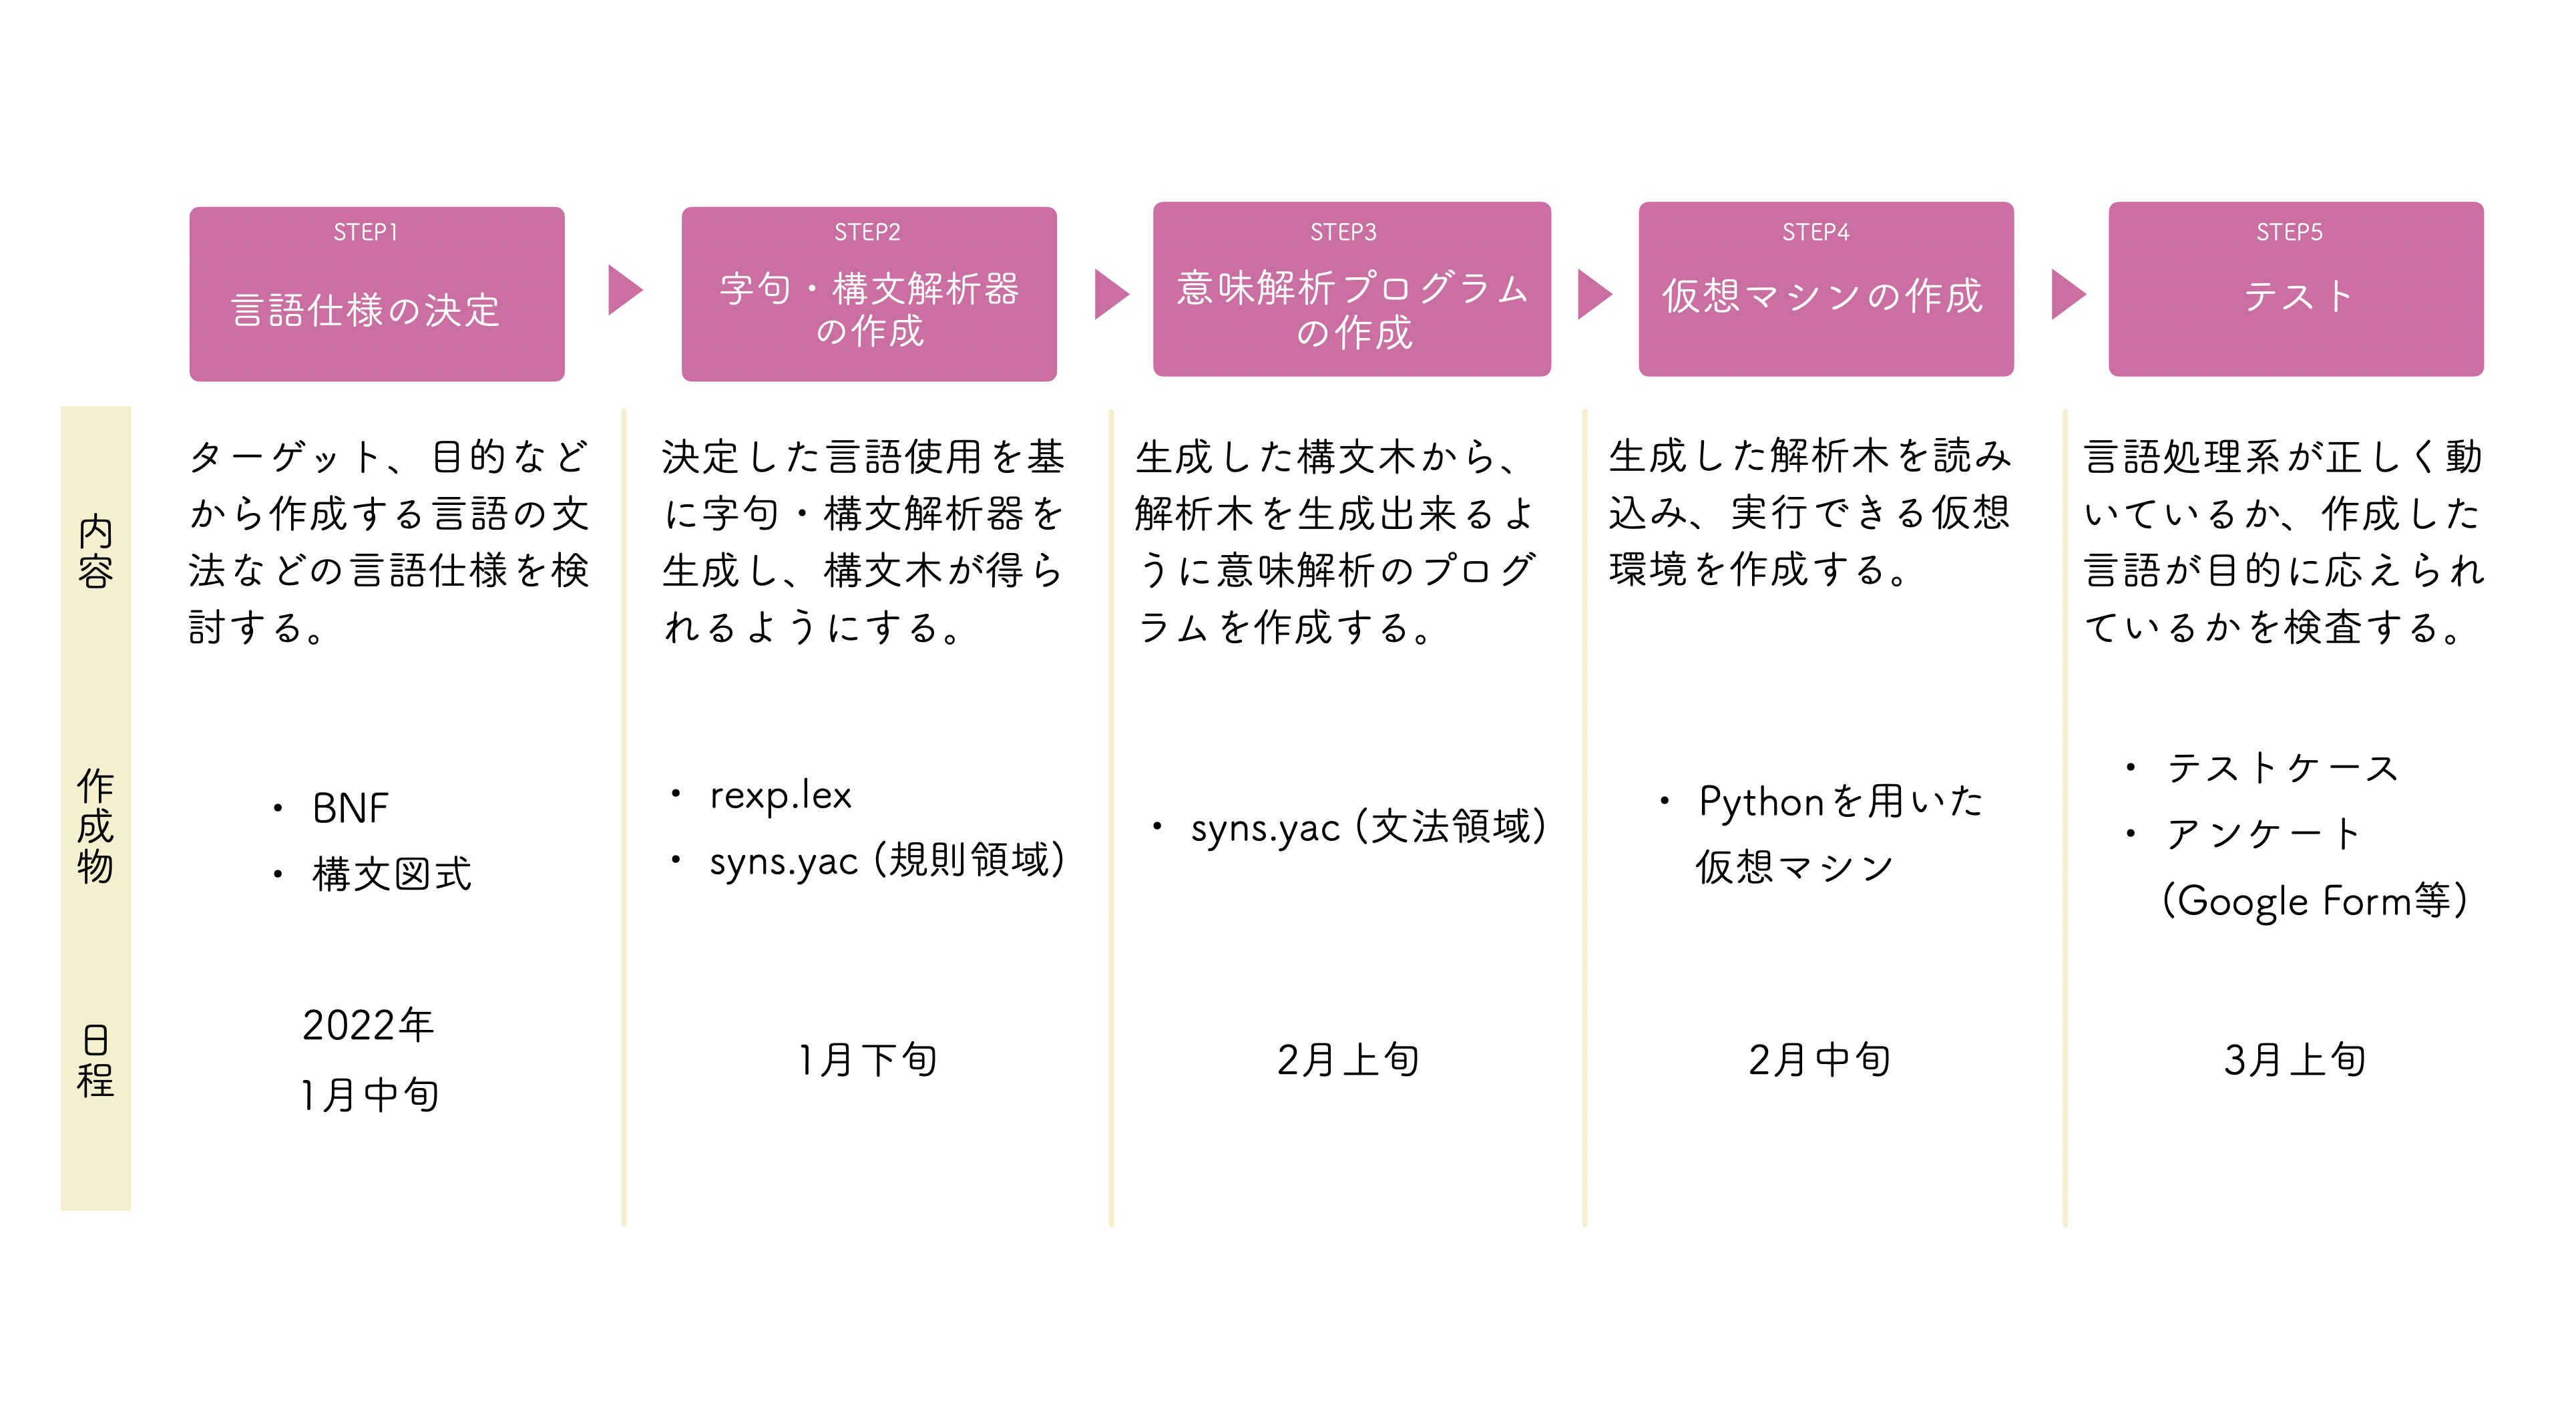 STEP1
言語仕様の決定
STEP2
字句・構文解析器
の作成
STEP3
意味解析プログラム
の作成
STEP4
仮想マシンの作成
STEP5
テスト
内容
ターゲット、目的など
から作成する言語の文
法などの言語仕様を検
討する。
決定した言語使用を基
に字句・構文解析器を
生成し、構文木が得ら
れるようにする。
生成した構文木から、
解析木を生成出来るよ
うに意味解析のプログ
ラムを作成する。
生成した解析木を読み
込み、実行できる仮想
環境を作成する。
言語処理系が正しく動
いているか、作成した
言語が目的に応えられ
ているかを検査する。
作成物
・ BNF
・ 構文図式
・ rexp.lex
・ syns.yac (規則領域)
・ syns.yac (文法領域)
・ Pythonを用いた
仮想マシン
・ テストケース
・ アンケート
(Google Form等)
日程
2022年
1月中旬
1月下旬
2月上旬
2月中旬
3月上旬